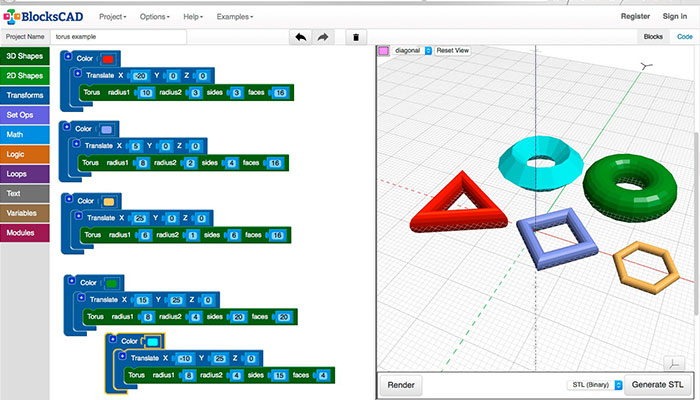 BlocksCAD Project Options Help Examples Register Sign in
Project Name torus example Blocks Code
3D Shapes
2D Shapes
Transforms
Set Ops
Math
Logic
Loops
Text
Variables
Modules
Color
Translate X -20 Y 0 Z 0
Torus radius1 10 radius2 3 sides 3 faces 16
Color
Translate X 5 Y 0 Z 0
Torus radius1 8 radius2 2 sides 4 faces 16
Color
Translate X 25 Y 0 Z 0
Torus radius1 6 radius2 1 sides 6 faces 16
Color
Translate X 15 Y 25 Z 0
Torus radius1 8 radius2 4 sides 20 faces 20
Color
Translate X -10 Y 25 Z 0
Torus radius1 8 radius2 4 sides 15 faces 4
diagonal Reset View
Render STL (Binary) Generate STL